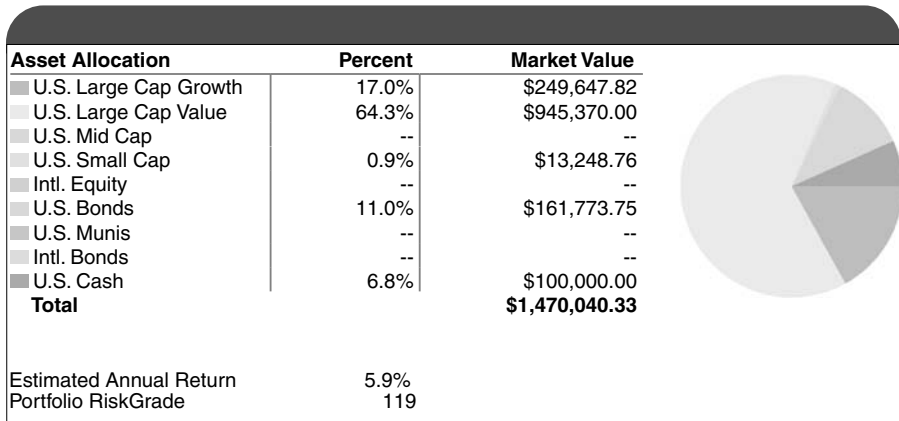 Asset Allocation Percent Market Value
U.S. Large Cap Growth 17.0% $249,647.82
U.S. Large Cap Value 64.3% $945,370.00
U.S. Mid Cap -- --
U.S. Small Cap 0.9% $13,248.76
Intl. Equity -- --
U.S. Bonds 11.0% $161,773.75
U.S. Munis -- --
Intl. Bonds -- --
U.S. Cash 6.8% $100,000.00
Total $1,470,040.33
Estimated Annual Return 5.9%
Portfolio RiskGrade 119